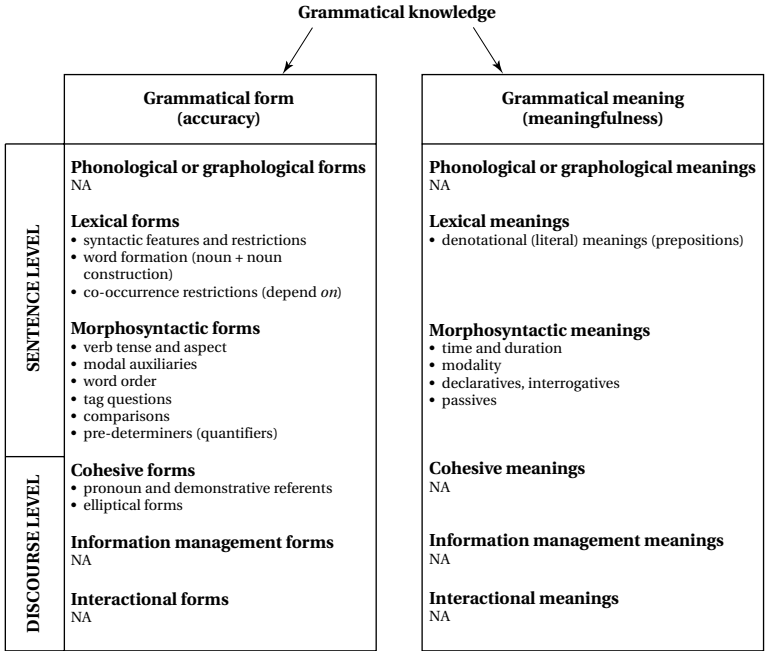 Grammatical knowledge
Grammatical form
(accuracy)
Grammatical meaning
(meaningfulness)
SENTENCE LEVEL
Phonological or graphological forms
NA
Lexical forms
• syntactic features and restrictions
• word formation (noun + noun
construction)
• co-occurrence restrictions (depend on)
Morphosyntactic forms
• verb tense and aspect
• modal auxiliaries
• word order
• tag questions
• comparisons
• pre-determiners (quantifiers)
Phonological or graphological meanings
NA
Lexical meanings
• denotational (literal) meanings (prepositions)
Morphosyntactic meanings
• time and duration
• modality
• declaratives, interrogatives
• passives
DISCOURSE LEVEL
Cohesive forms
• pronoun and demonstrative referents
• elliptical forms
Information management forms
NA
Interactional forms
NA
Cohesive meanings
NA
Information management meanings
NA
Interactional meanings
NA